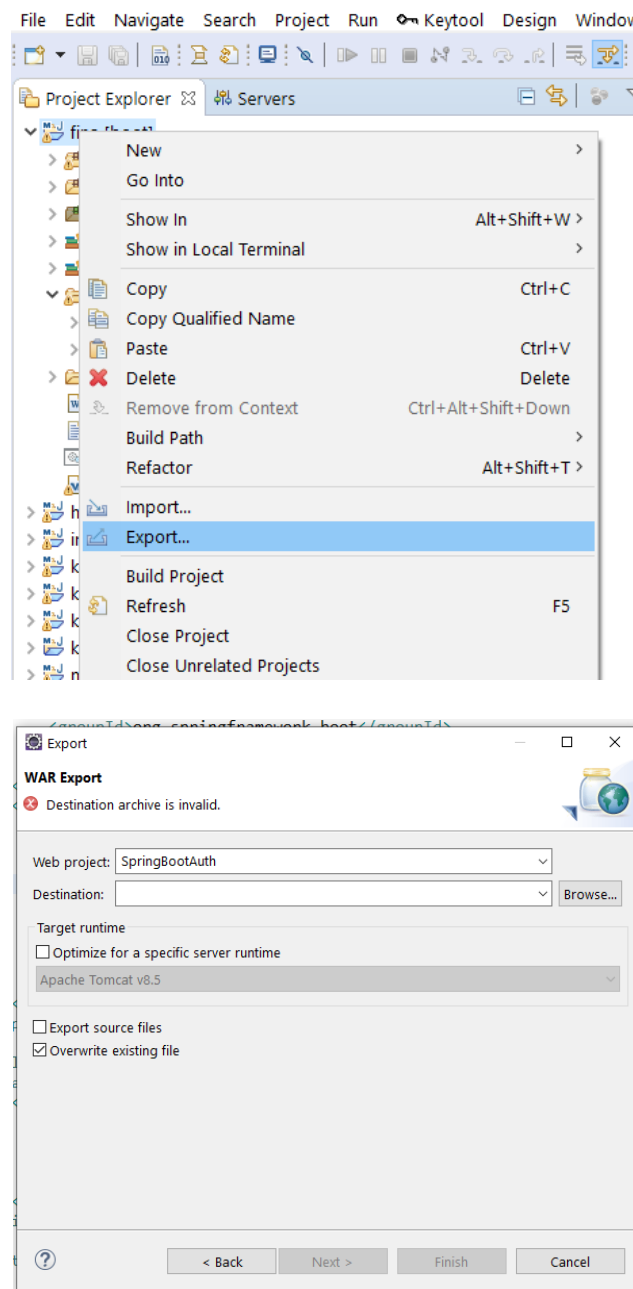 File Edit Navigate Search Project Run Keytool Design Window
Project Explorer Servers
New
Go Into
Show In Alt+Shift+W
Show in Local Terminal
Copy Ctrl+C
Copy Qualified Name
Paste Ctrl+V
Delete Delete
Remove from Context Ctrl+Alt+Shift+Down
Build Path
Refactor Alt+Shift+T
Import...
Export...
Build Project
Refresh F5
Close Project
Close Unrelated Projects
Export
WAR Export
Destination archive is invalid.
Web project: SpringBootAuth
Destination: Browse...
Target runtime
Optimize for a specific server runtime
Apache Tomcat v8.5
Export source files
Overwrite existing file
< Back Next > Finish Cancel